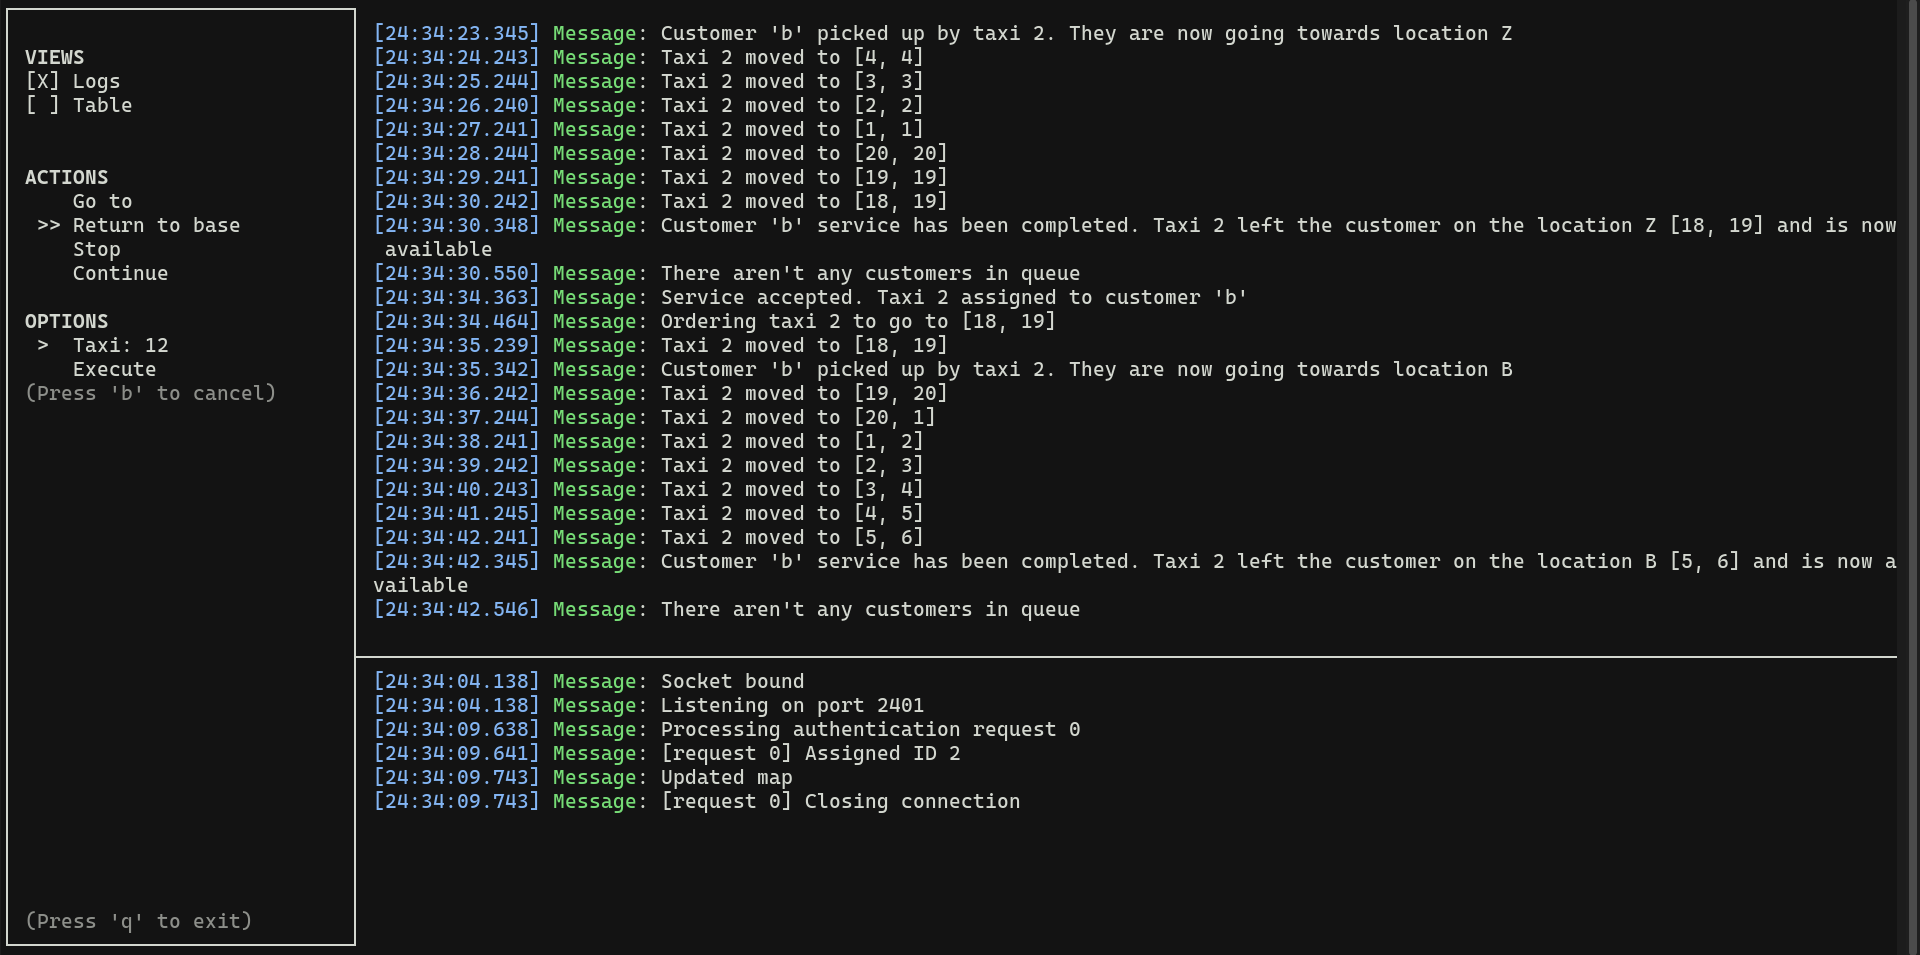 VIEWS
[X] Logs
[ ] Table
ACTIONS
Go to
>> Return to base
Stop
Continue
OPTIONS
> Taxi: 12
Execute
(Press 'b' to cancel)
(Press 'q' to exit)
[24:34:23.345] Message: Customer 'b' picked up by taxi 2. They are now going towards location Z
[24:34:24.243] Message: Taxi 2 moved to [4, 4]
[24:34:25.244] Message: Taxi 2 moved to [3, 3]
[24:34:26.240] Message: Taxi 2 moved to [2, 2]
[24:34:27.241] Message: Taxi 2 moved to [1, 1]
[24:34:28.244] Message: Taxi 2 moved to [20, 20]
[24:34:29.241] Message: Taxi 2 moved to [19, 19]
[24:34:30.242] Message: Taxi 2 moved to [18, 19]
[24:34:30.348] Message: Customer 'b' service has been completed. Taxi 2 left the customer on the location Z [18, 19] and is now
available
[24:34:30.550] Message: There aren't any customers in queue
[24:34:34.363] Message: Service accepted. Taxi 2 assigned to customer 'b'
[24:34:34.464] Message: Ordering taxi 2 to go to [18, 19]
[24:34:35.239] Message: Taxi 2 moved to [18, 19]
[24:34:35.342] Message: Customer 'b' picked up by taxi 2. They are now going towards location B
[24:34:36.242] Message: Taxi 2 moved to [19, 20]
[24:34:37.244] Message: Taxi 2 moved to [20, 1]
[24:34:38.241] Message: Taxi 2 moved to [1, 2]
[24:34:39.242] Message: Taxi 2 moved to [2, 3]
[24:34:40.243] Message: Taxi 2 moved to [3, 4]
[24:34:41.245] Message: Taxi 2 moved to [4, 5]
[24:34:42.241] Message: Taxi 2 moved to [5, 6]
[24:34:42.345] Message: Customer 'b' service has been completed. Taxi 2 left the customer on the location B [5, 6] and is now a
vailable
[24:34:42.546] Message: There aren't any customers in queue
[24:34:04.138] Message: Socket bound
[24:34:04.138] Message: Listening on port 2401
[24:34:09.638] Message: Processing authentication request 0
[24:34:09.641] Message: [request 0] Assigned ID 2
[24:34:09.743] Message: Updated map
[24:34:09.743] Message: [request 0] Closing connection